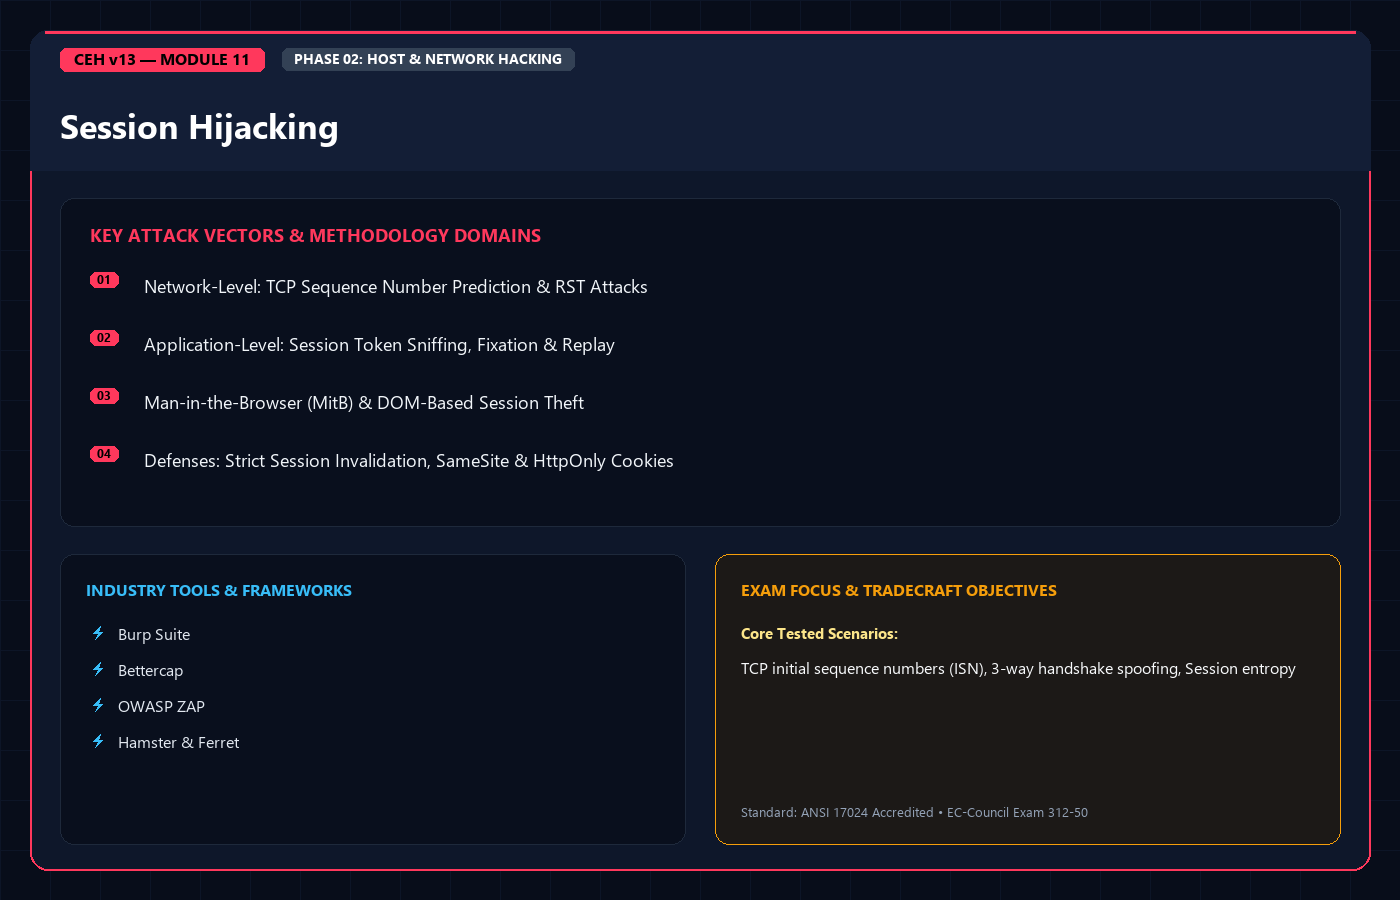 CEH v13 — MODULE 11
PHASE 02: HOST & NETWORK HACKING
Session Hijacking
KEY ATTACK VECTORS & METHODOLOGY DOMAINS
01 Network-Level: TCP Sequence Number Prediction & RST Attacks
02 Application-Level: Session Token Sniffing, Fixation & Replay
03 Man-in-the-Browser (MitB) & DOM-Based Session Theft
04 Defenses: Strict Session Invalidation, SameSite & HttpOnly Cookies
INDUSTRY TOOLS & FRAMEWORKS
Burp Suite
Bettercap
OWASP ZAP
Hamster & Ferret
EXAM FOCUS & TRADECRAFT OBJECTIVES
Core Tested Scenarios:
TCP initial sequence numbers (ISN), 3-way handshake spoofing, Session entropy
Standard: ANSI 17024 Accredited • EC-Council Exam 312-50